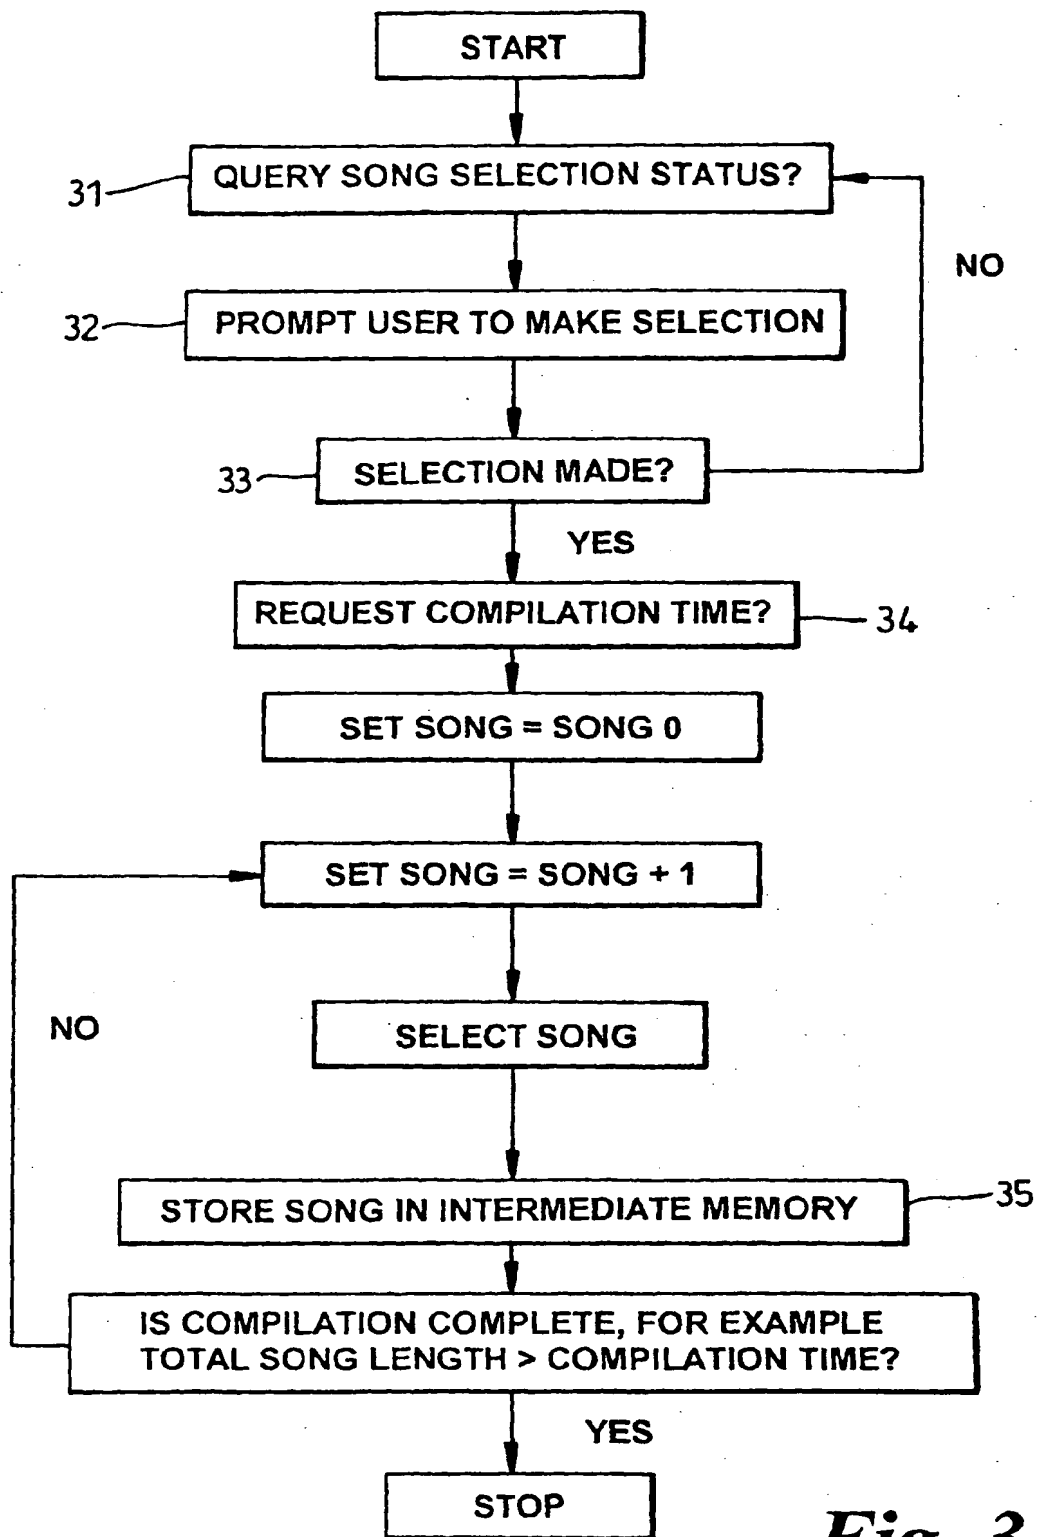 START
31
QUERY SONG SELECTION STATUS?
NO
32
PROMPT USER TO MAKE SELECTION
33
SELECTION MADE?
YES
REQUEST COMPILATION TIME?
34
SET SONG = SONG 0
SET SONG = SONG + 1
NO
SELECT SONG
STORE SONG IN INTERMEDIATE MEMORY
35
IS COMPILATION COMPLETE, FOR EXAMPLE
TOTAL SONG LENGTH > COMPILATION TIME?
YES
STOP
Fig. 3